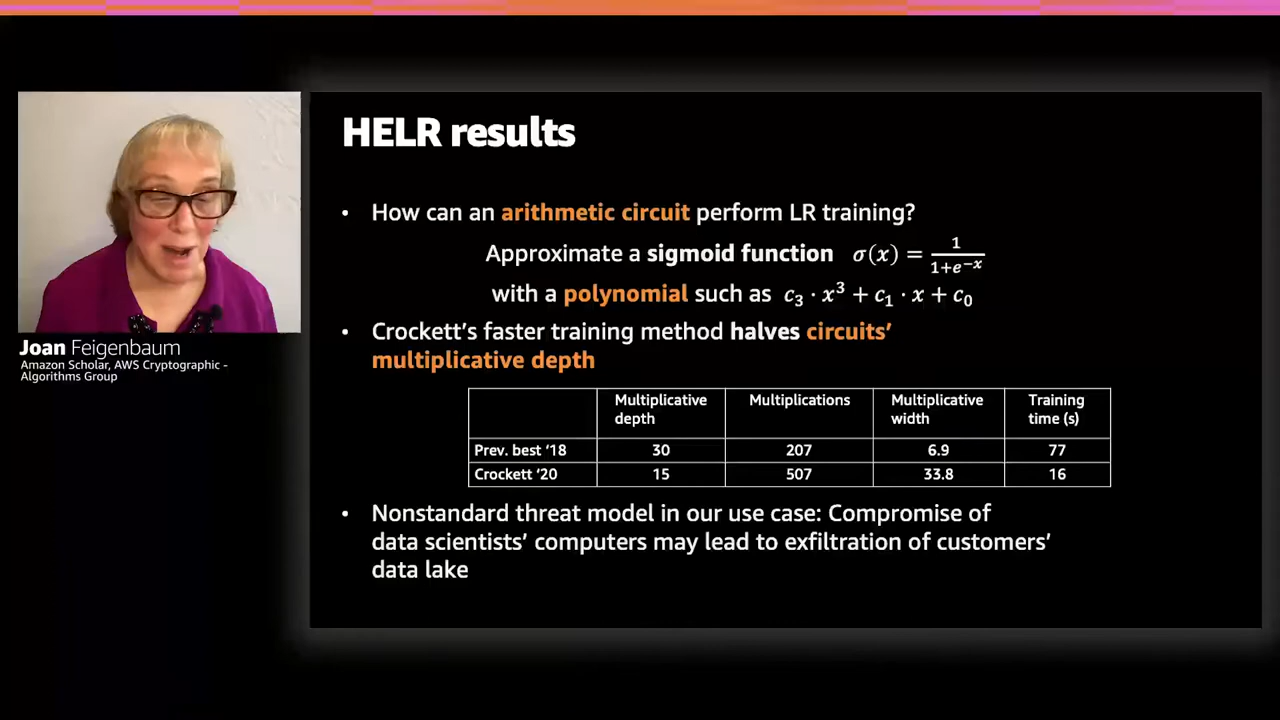 HELR results
• How can an arithmetic circuit perform LR training?
Approximate a sigmoid function σ(x) = 1/(1+e^−x)
with a polynomial such as c₃ · x³ + c₁ · x + c₀
• Crockett’s faster training method halves circuits’
multiplicative depth
Multiplicative depth | Multiplications | Multiplicative width | Training time (s)
Prev. best ‘18 | 30 | 207 | 6.9 | 77
Crockett ‘20 | 15 | 507 | 33.8 | 16
• Nonstandard threat model in our use case: Compromise of
data scientists’ computers may lead to exfiltration of customers’
data lake
Joan Feigenbaum
Amazon Scholar, AWS Cryptographic -
Algorithms Group